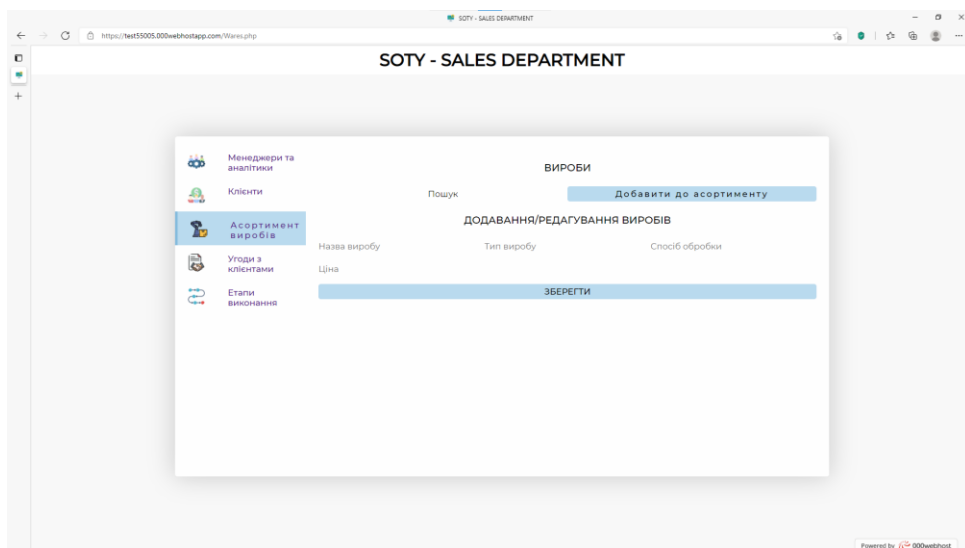 SOTY - SALES DEPARTMENT
https://test55005.000webhostapp.com/Wares.php
SOTY - SALES DEPARTMENT
Менеджери та
аналітики
Клієнти
Асортимент
виробів
Угоди з
клієнтами
Етапи
виконання
ВИРОБИ
Пошук
Добавити до асортименту
ДОДАВАННЯ/РЕДАГУВАННЯ ВИРОБІВ
Назва виробу
Тип виробу
Спосіб обробки
Ціна
ЗБЕРЕГТИ
Powered by 000webhost